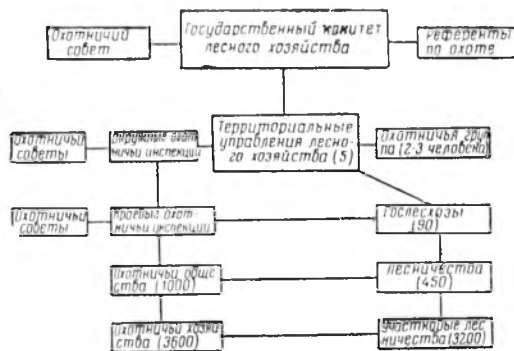 Охотничий
совет
Государственный комитет
лесного хозяйства
Референты
по охоте
Охотничьи
советы
Окружные охот
ничьи инспекции
Территориальные
управления лесно-
го хозяйства (5)
Охотничья груп
па (2-3 человека)
Охотничьи
советы
Краевые охот-
ничьи инспекции
Гослесхозы
(90)
Охотничьи обще
ства (1000)
Лесничества
(450)
Охотничьи хозяй
ства (3600)
Участковые лес
ничества (3200)